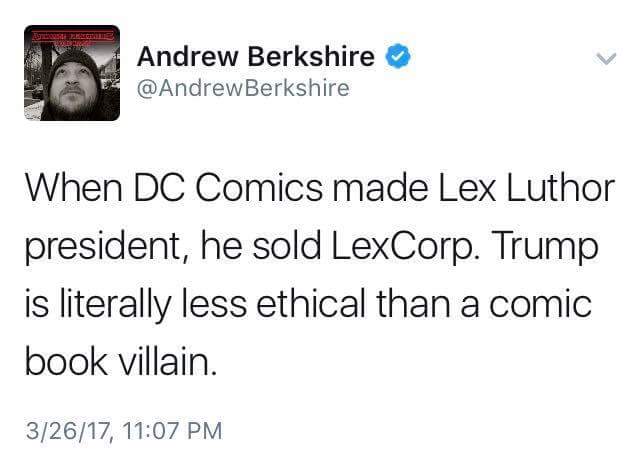 Andrew Berkshire
@AndrewBerkshire
When DC Comics made Lex Luthor
president, he sold LexCorp. Trump
is literally less ethical than a comic
book villain.
3/26/17, 11:07 PM